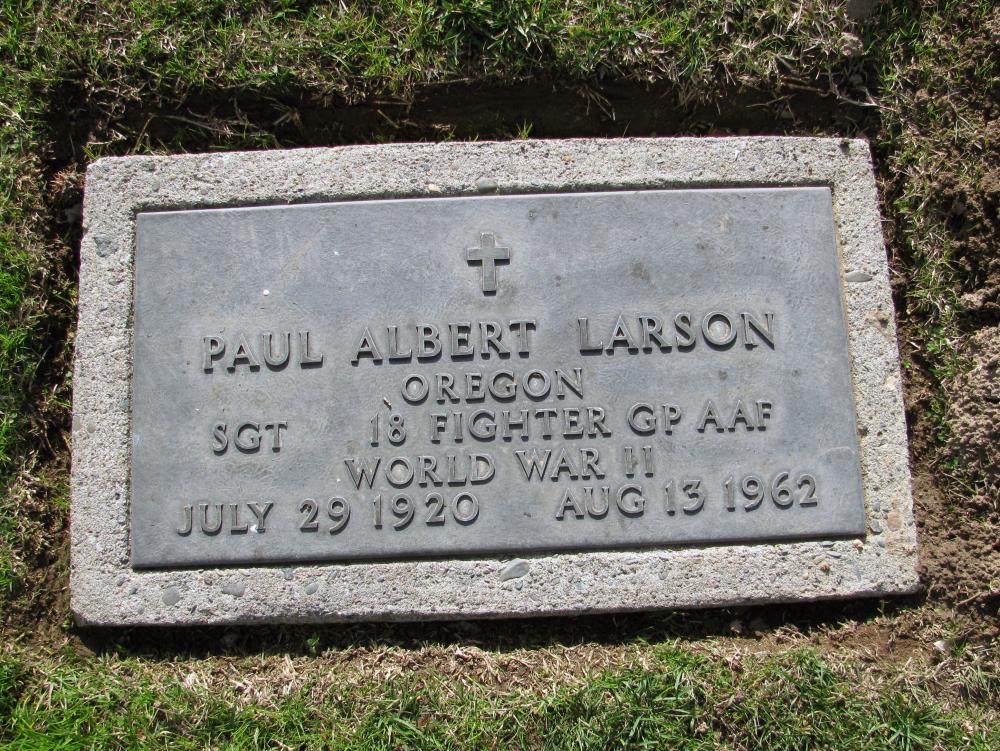 PAUL ALBERT LARSON
OREGON
SGT 18 FIGHTER GP AAF
WORLD WAR II
JULY 29 1920 AUG 13 1962